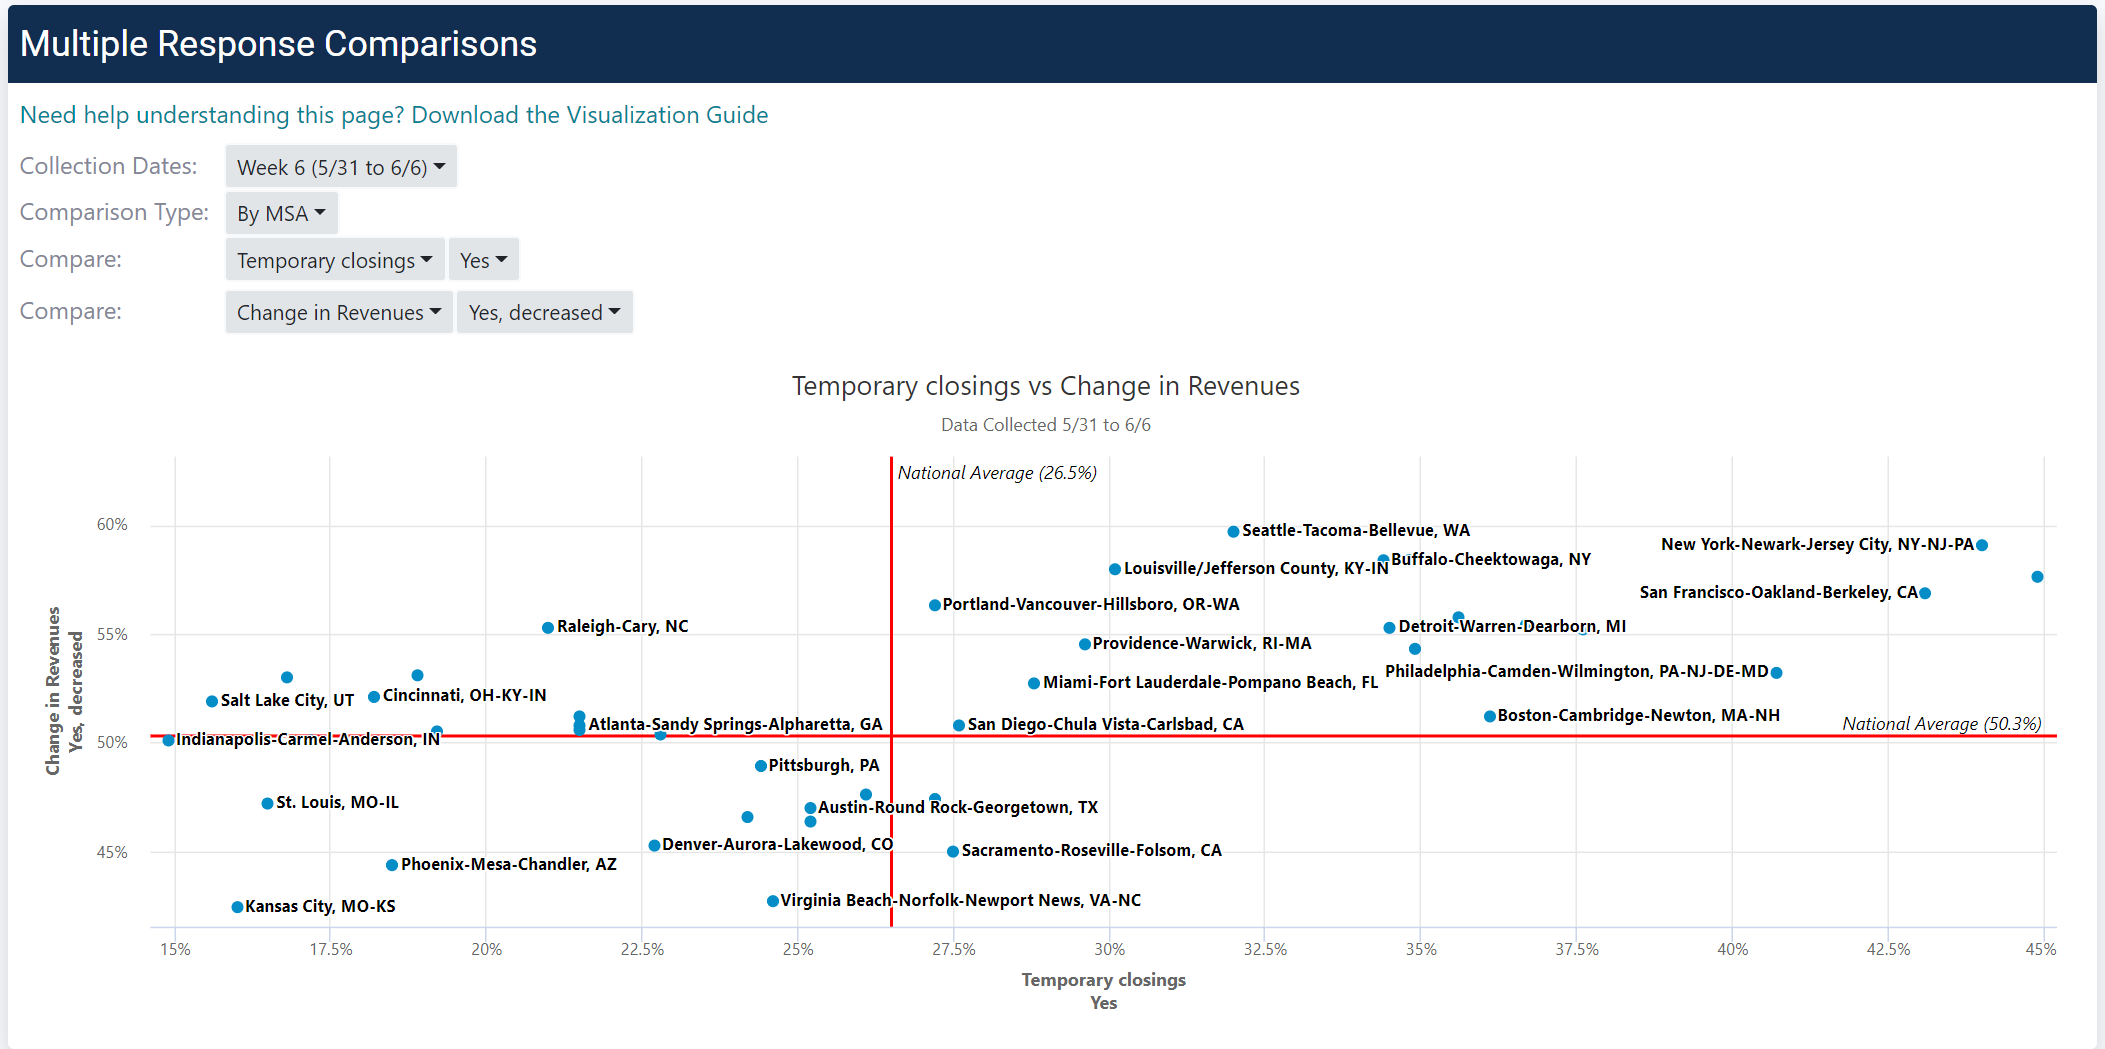 Multiple Response Comparisons
Need help understanding this page? Download the Visualization Guide
Collection Dates: Week 6 (5/31 to 6/6)
Comparison Type: By MSA
Compare: Temporary closings Yes
Compare: Change in Revenues Yes, decreased
Temporary closings vs Change in Revenues
Data Collected 5/31 to 6/6
National Average (26.5%)
60%
Seattle-Tacoma-Bellevue, WA
New York-Newark-Jersey City, NY-NJ-PA
Buffalo-Cheektowaga, NY
Louisville/Jefferson County, KY-IN
San Francisco-Oakland-Berkeley, CA
Portland-Vancouver-Hillsboro, OR-WA
Raleigh-Cary, NC
Detroit-Warren-Dearborn, MI
55%
Providence-Warwick, RI-MA
Philadelphia-Camden-Wilmington, PA-NJ-DE-MD
Miami-Fort Lauderdale-Pompano Beach, FL
Cincinnati, OH-KY-IN
Salt Lake City, UT
Boston-Cambridge-Newton, MA-NH
Atlanta-Sandy Springs-Alpharetta, GA
San Diego-Chula Vista-Carlsbad, CA
National Average (50.3%)
Indianapolis-Carmel-Anderson, IN
50%
Pittsburgh, PA
St. Louis, MO-IL
Austin-Round Rock-Georgetown, TX
Denver-Aurora-Lakewood, CO
Sacramento-Roseville-Folsom, CA
45%
Phoenix-Mesa-Chandler, AZ
Virginia Beach-Norfolk-Newport News, VA-NC
Kansas City, MO-KS
Change in Revenues
Yes, decreased
15% 17.5% 20% 22.5% 25% 27.5% 30% 32.5% 35% 37.5% 40% 42.5% 45%
Temporary closings
Yes